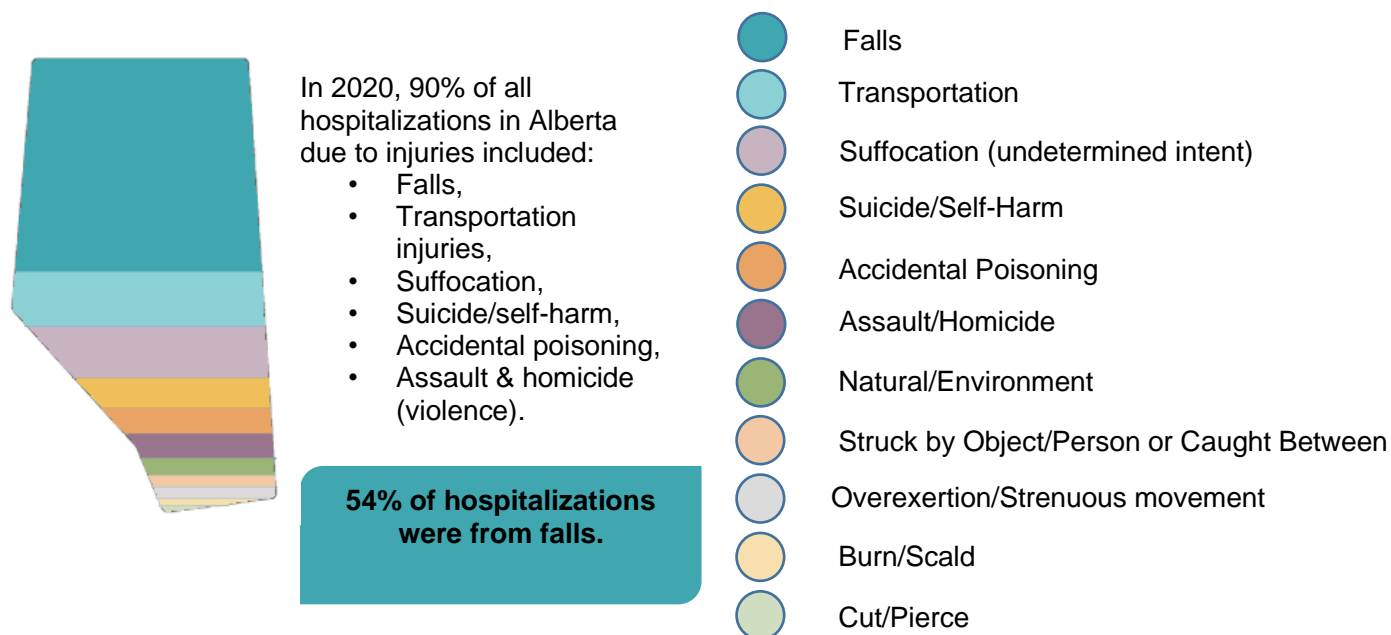 In 2020, 90% of all
hospitalizations in Alberta
due to injuries included:
• Falls,
• Transportation
injuries,
• Suffocation,
• Suicide/self-harm,
• Accidental poisoning,
• Assault & homicide
(violence).
54% of hospitalizations
were from falls.
Falls
Transportation
Suffocation (undetermined intent)
Suicide/Self-Harm
Accidental Poisoning
Assault/Homicide
Natural/Environment
Struck by Object/Person or Caught Between
Overexertion/Strenuous movement
Burn/Scald
Cut/Pierce